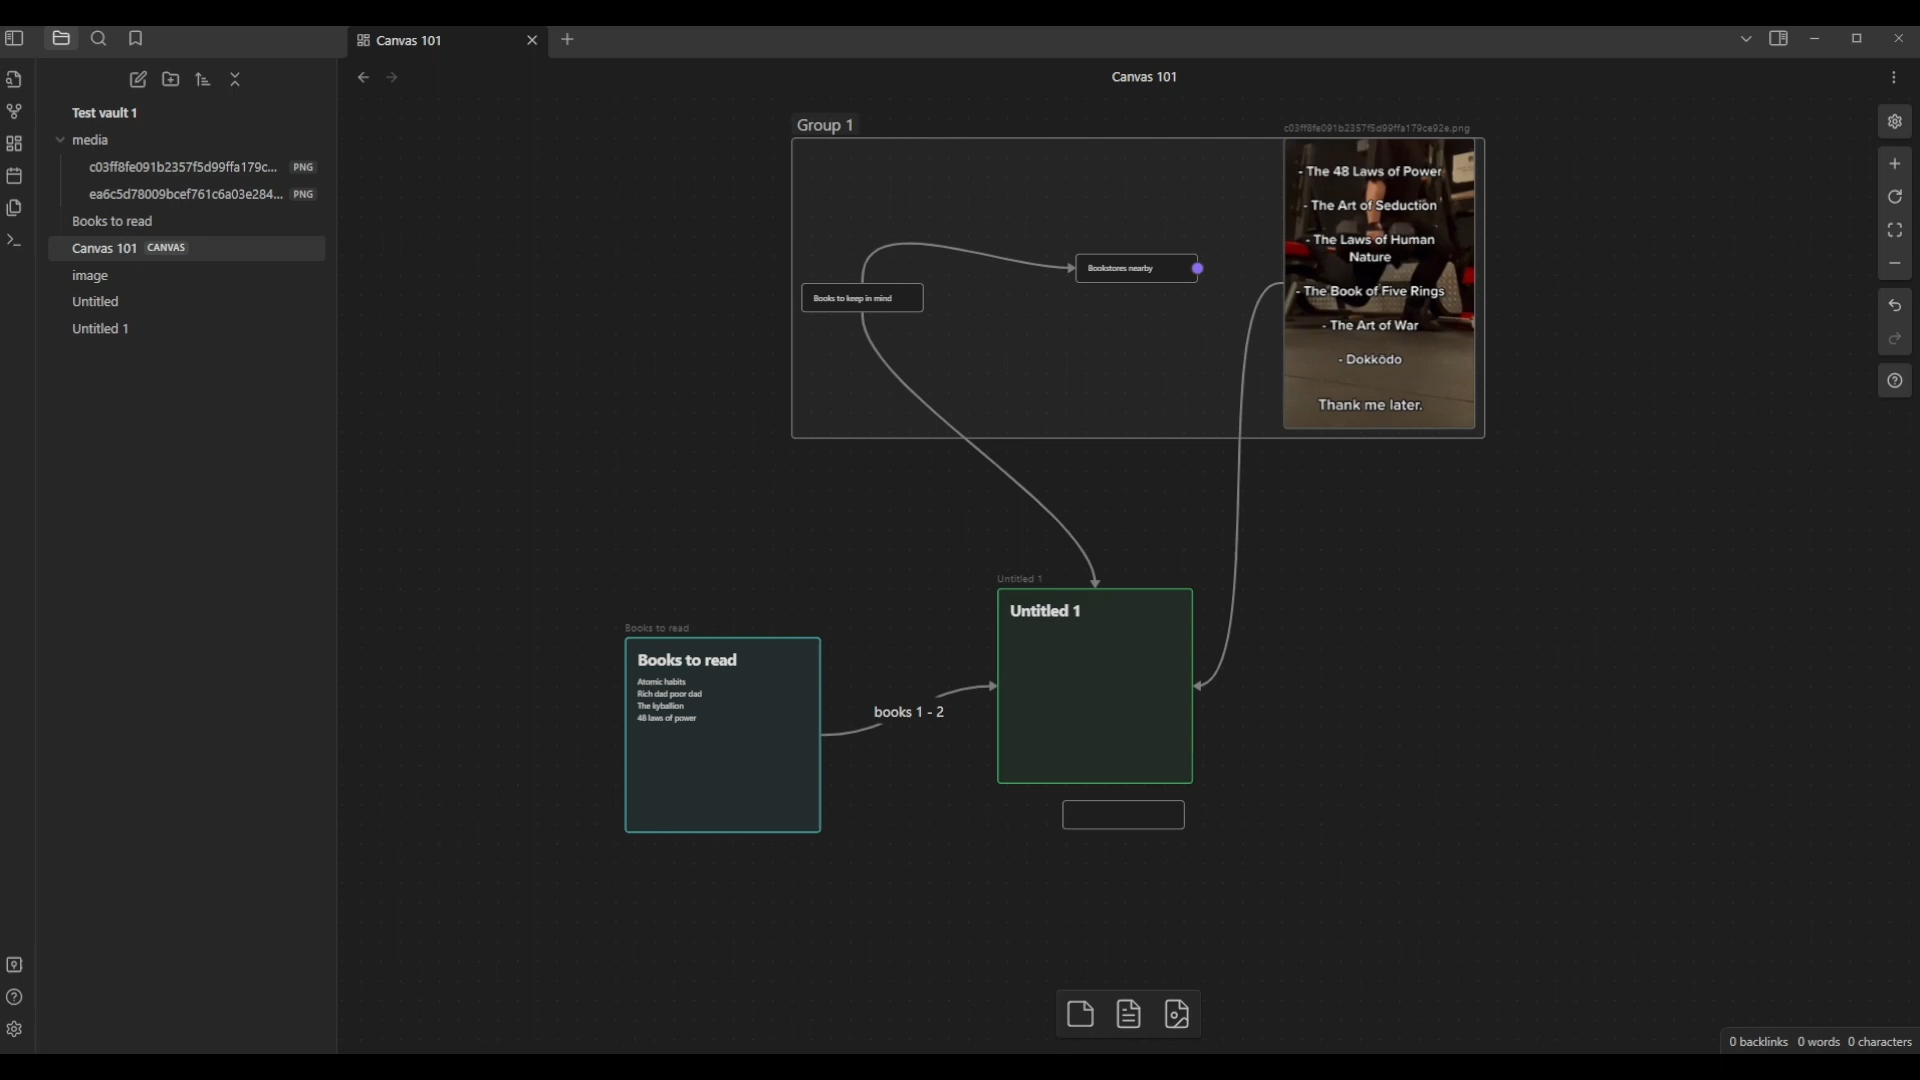 Canvas 101
Canvas 101
Test vault 1
media
c03ff8fe091b2357f5d99ffa179c... PNG
ea6c5d78009bcef761c6a03e284... PNG
Books to read
Canvas 101 CANVAS
image
Untitled
Untitled 1
Group 1
c03ff8fe091b2357f5d99ffa179ce92e.png
- The 48 Laws of Power
- The Art of Seduction
- The Laws of Human
Nature
- The Book of Five Rings
- The Art of War
- Dokkōdo
Thank me later.
Bookstores nearby
Books to keep in mind
Untitled 1
Untitled 1
Books to read
Books to read
Atomic habits
Rich dad poor dad
The kyballion
48 laws of power
books 1 - 2
0 backlinks 0 words 0 characters